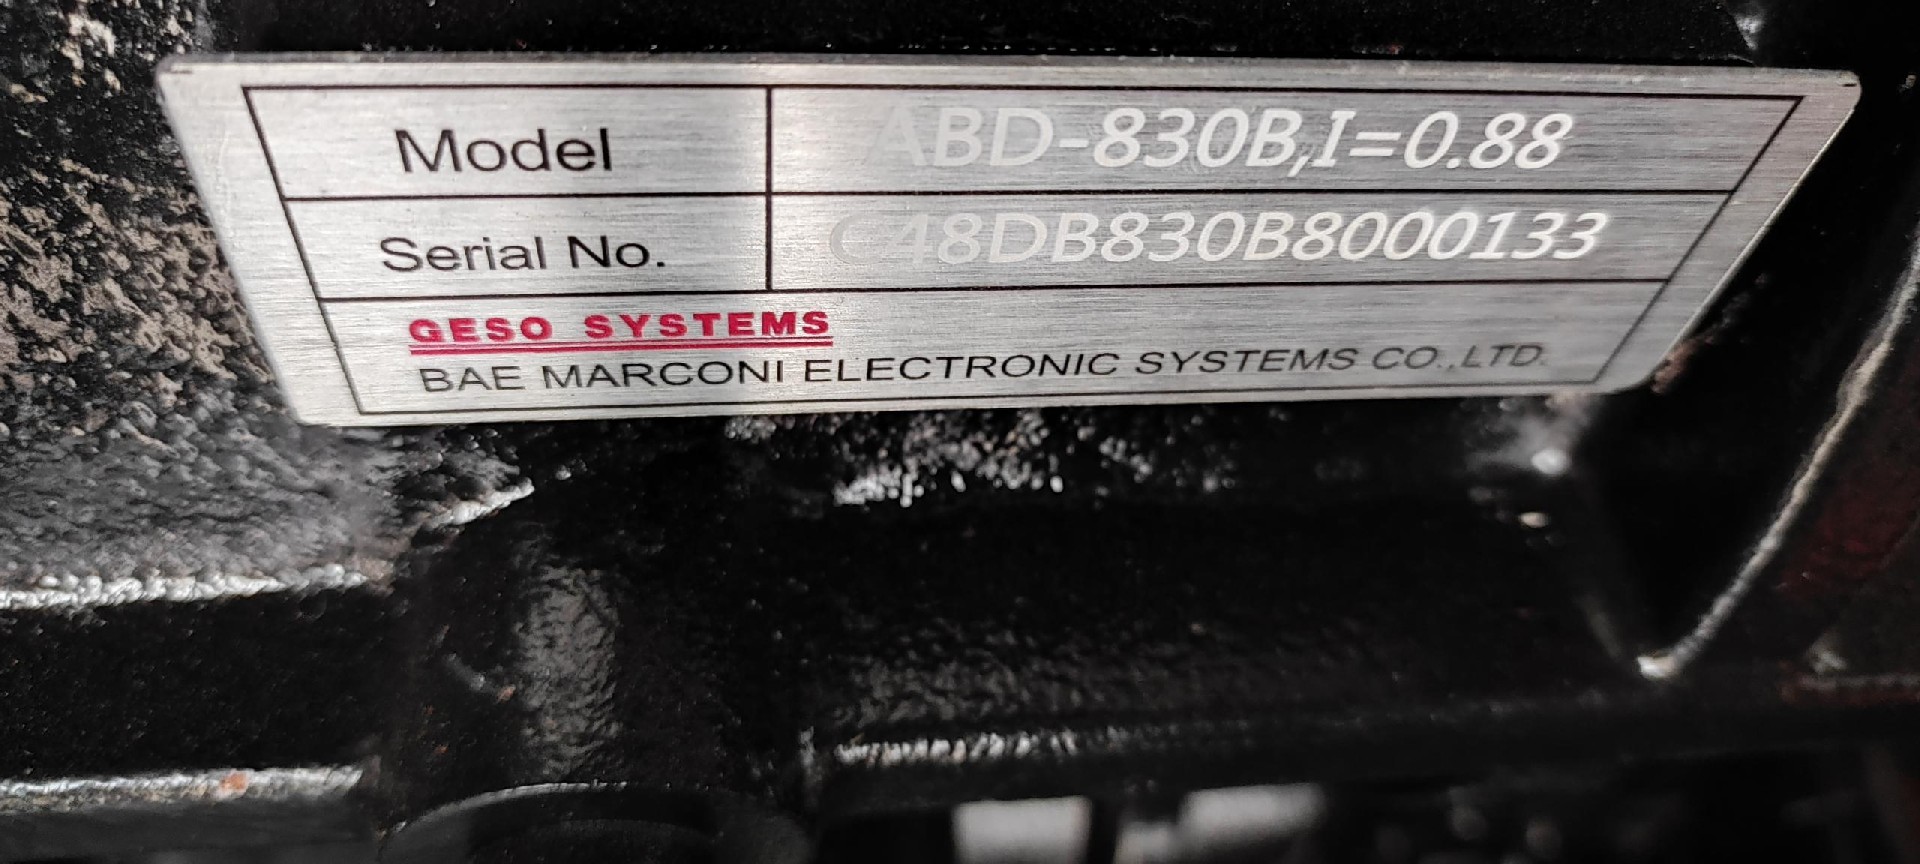 Model ABD-830B,I=0.88
Serial No. C48DB830B8000133
GESO SYSTEMS
BAE MARCONI ELECTRONIC SYSTEMS CO.,LTD.